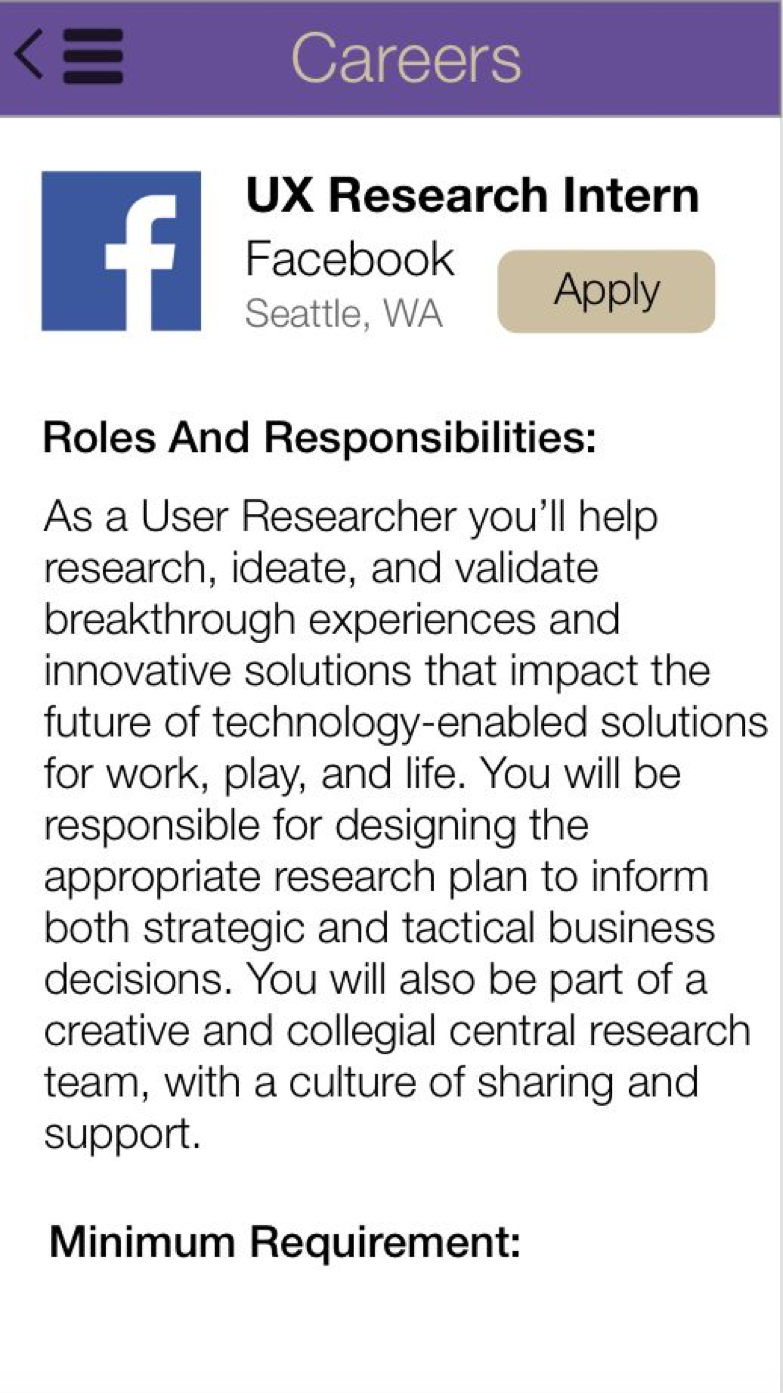 Careers
UX Research Intern
Facebook
Seattle, WA
Apply
Roles And Responsibilities:
As a User Researcher you’ll help
research, ideate, and validate
breakthrough experiences and
innovative solutions that impact the
future of technology-enabled solutions
for work, play, and life. You will be
responsible for designing the
appropriate research plan to inform
both strategic and tactical business
decisions. You will also be part of a
creative and collegial central research
team, with a culture of sharing and
support.
Minimum Requirement: